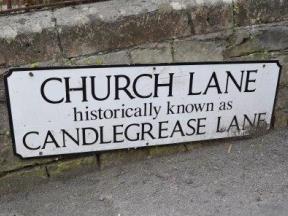 CHURCH LANE
historically known as
CANDLEGREASE LANE